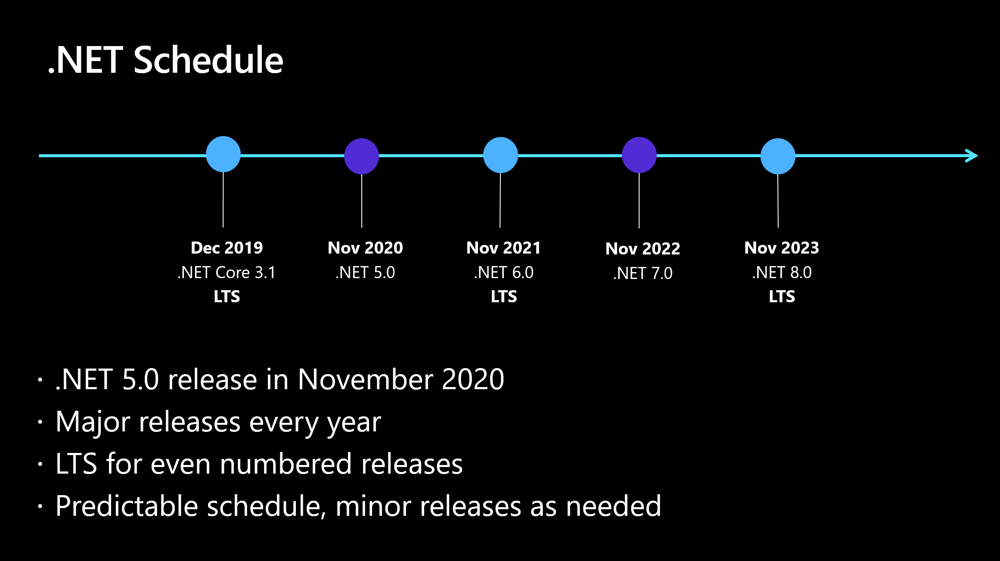 .NET Schedule
Dec 2019
.NET Core 3.1
LTS
Nov 2020
.NET 5.0
Nov 2021
.NET 6.0
LTS
Nov 2022
.NET 7.0
Nov 2023
.NET 8.0
LTS
· .NET 5.0 release in November 2020
· Major releases every year
· LTS for even numbered releases
· Predictable schedule, minor releases as needed